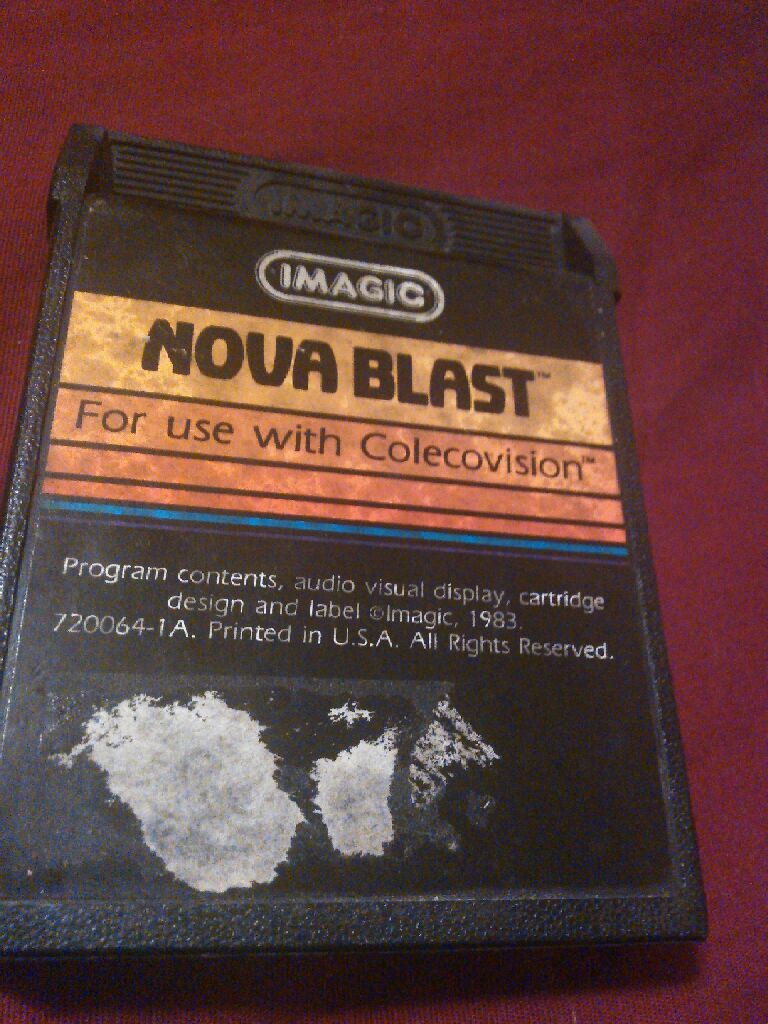 IMAGIC
IMAGIC
NOVA BLAST™
For use with Colecovision™
Program contents, audio visual display, cartridge
design and label ©Imagic, 1983.
720064-1A. Printed in U.S.A. All Rights Reserved.